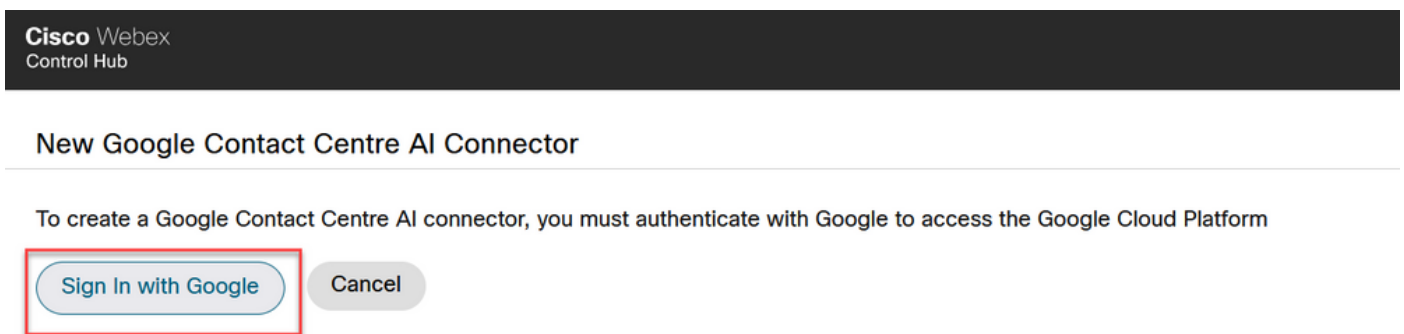 Cisco Webex
Control Hub
New Google Contact Centre AI Connector
To create a Google Contact Centre AI connector, you must authenticate with Google to access the Google Cloud Platform
Sign In with Google Cancel